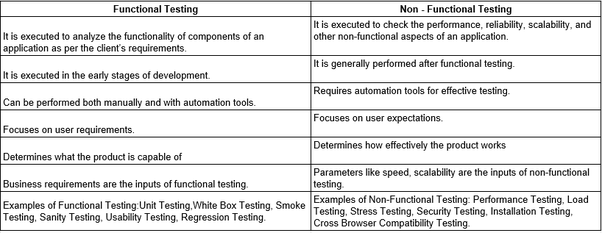 Functional Testing
Non - Functional Testing
It is executed to analyze the functionality of components of an
application as per the client's requirements.
It is executed to check the performance, reliability, scalability, and
other non-functional aspects of an application.
It is executed in the early stages of development.
It is generally performed after functional testing.
Can be performed both manually and with automation tools.
Requires automation tools for effective testing.
Focuses on user requirements.
Focuses on user expectations.
Determines what the product is capable of
Determines how effectively the product works
Business requirements are the inputs of functional testing.
Parameters like speed, scalability are the inputs of non-functional
testing.
Examples of Functional Testing:Unit Testing,White Box Testing, Smoke
Testing, Sanity Testing, Usability Testing, Regression Testing.
Examples of Non-Functional Testing: Performance Testing, Load
Testing, Stress Testing, Security Testing, Installation Testing,
Cross Browser Compatibility Testing.